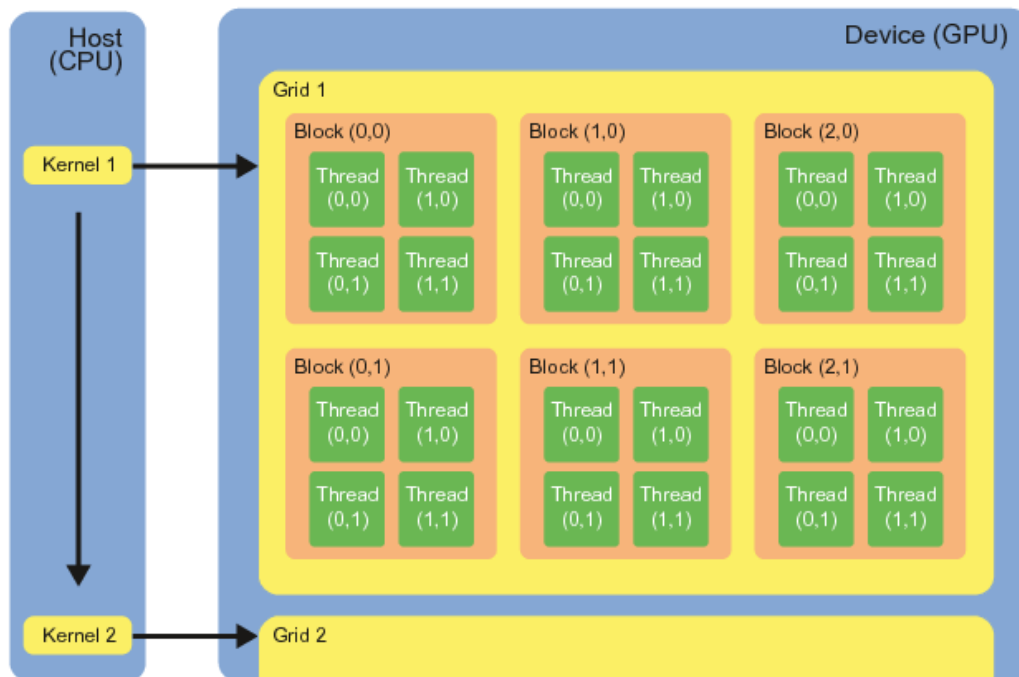 Host
(CPU)
Kernel 1
Kernel 2
Device (GPU)
Grid 1
Block (0,0)
Thread
(0,0)
Thread
(1,0)
Thread
(0,1)
Thread
(1,1)
Block (1,0)
Thread
(0,0)
Thread
(1,0)
Thread
(0,1)
Thread
(1,1)
Block (2,0)
Thread
(0,0)
Thread
(1,0)
Thread
(0,1)
Thread
(1,1)
Block (0,1)
Thread
(0,0)
Thread
(1,0)
Thread
(0,1)
Thread
(1,1)
Block (1,1)
Thread
(0,0)
Thread
(1,0)
Thread
(0,1)
Thread
(1,1)
Block (2,1)
Thread
(0,0)
Thread
(1,0)
Thread
(0,1)
Thread
(1,1)
Grid 2